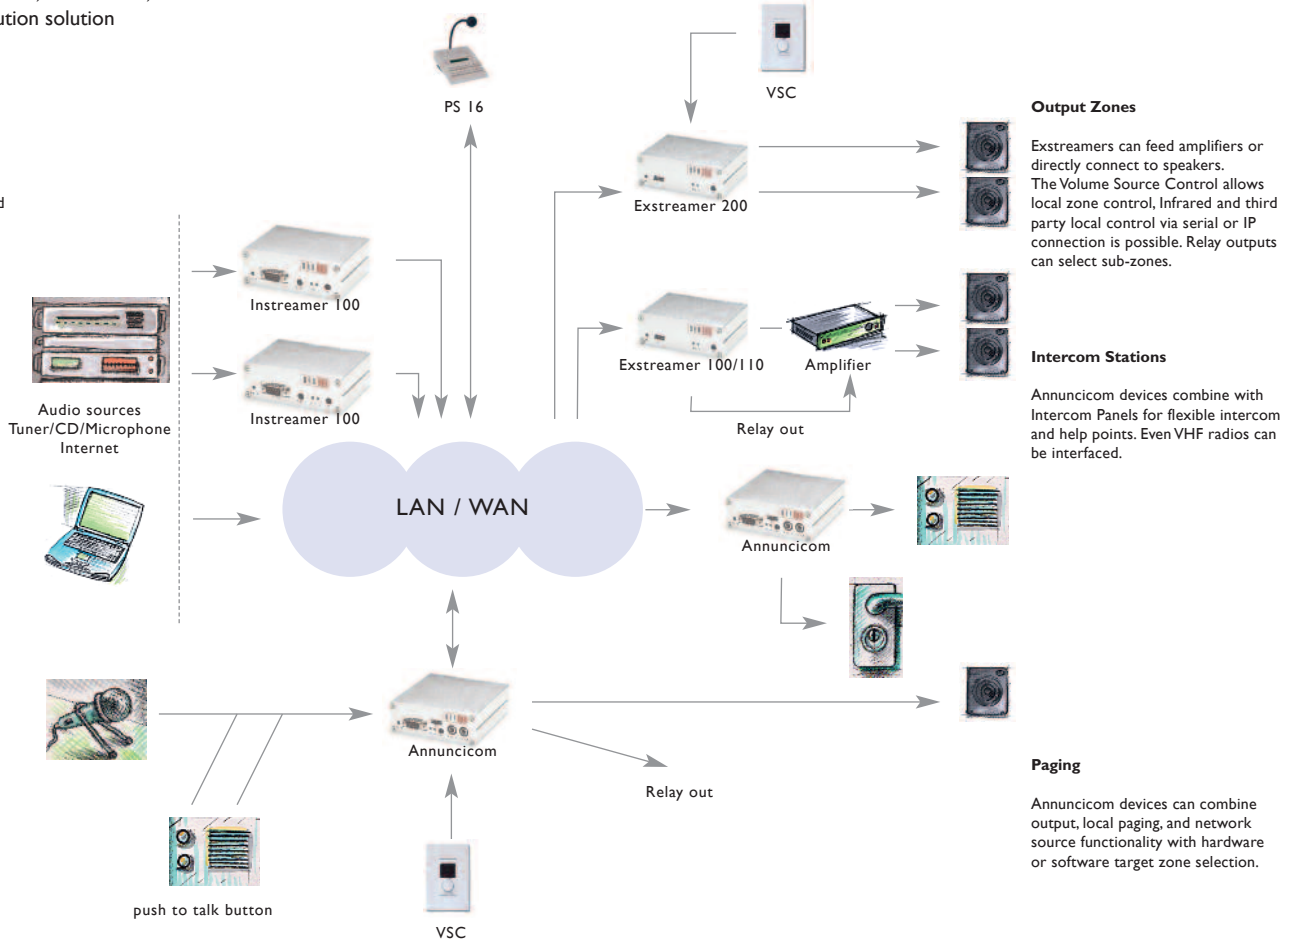 ution solution
PS 16
VSC
Output Zones
Exstreamers can feed amplifiers or
directly connect to speakers.
The Volume Source Control allows
local zone control, Infrared and third
party local control via serial or IP
connection is possible. Relay outputs
can select sub-zones.
Exstreamer 200
d
Instreamer 100
Exstreamer 100/110
Amplifier
Intercom Stations
Annuncicom devices combine with
Intercom Panels for flexible intercom
and help points. Even VHF radios can
be interfaced.
Instreamer 100
Audio sources
Tuner/CD/Microphone
Internet
Relay out
LAN / WAN
Annuncicom
Annuncicom
Relay out
Paging
Annuncicom devices can combine
output, local paging, and network
source functionality with hardware
or software target zone selection.
push to talk button
VSC